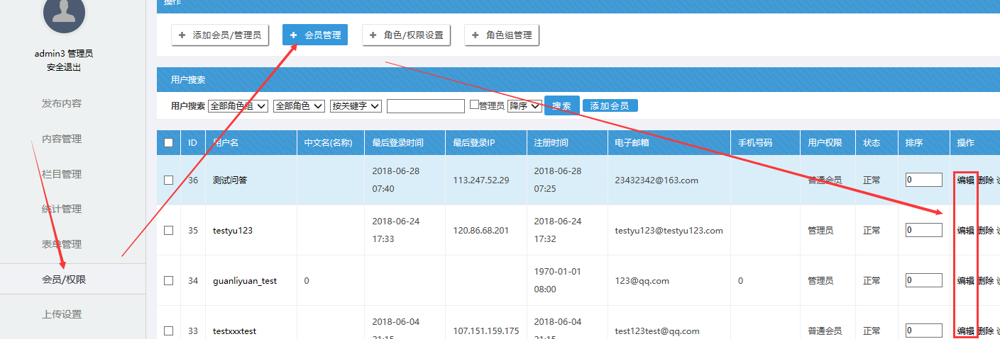 操作
admin3 管理员
安全退出
发布内容
内容管理
栏目管理
统计管理
表单管理
会员/权限
上传设置
添加会员/管理员 会员管理 角色/权限设置 角色组管理
用户搜索
用户搜索 全部角色组 全部角色 按关键字 管理员 降序 搜索 添加会员
ID 用户名 中文名(名称) 最后登录时间 最后登录IP 注册时间 电子邮箱 手机号码 用户权限 状态 排序 操作
36 测试问答 2018-06-28 07:40 113.247.52.29 2018-06-28 07:25 23432342@163.com 普通会员 正常 0 编辑 删除
35 testyu123 2018-06-24 17:33 120.86.68.201 2018-06-24 17:32 testyu123@testyu123.com 管理员 正常 0 编辑 删除
34 guanliyuan_test 0 1970-01-01 08:00 123@qq.com 0 管理员 正常 0 编辑 删除
33 testxxxtest 2018-06-04 21:15 107.151.159.175 2018-06-04 21:15 test123test@qq.com 普通会员 正常 0 编辑 删除